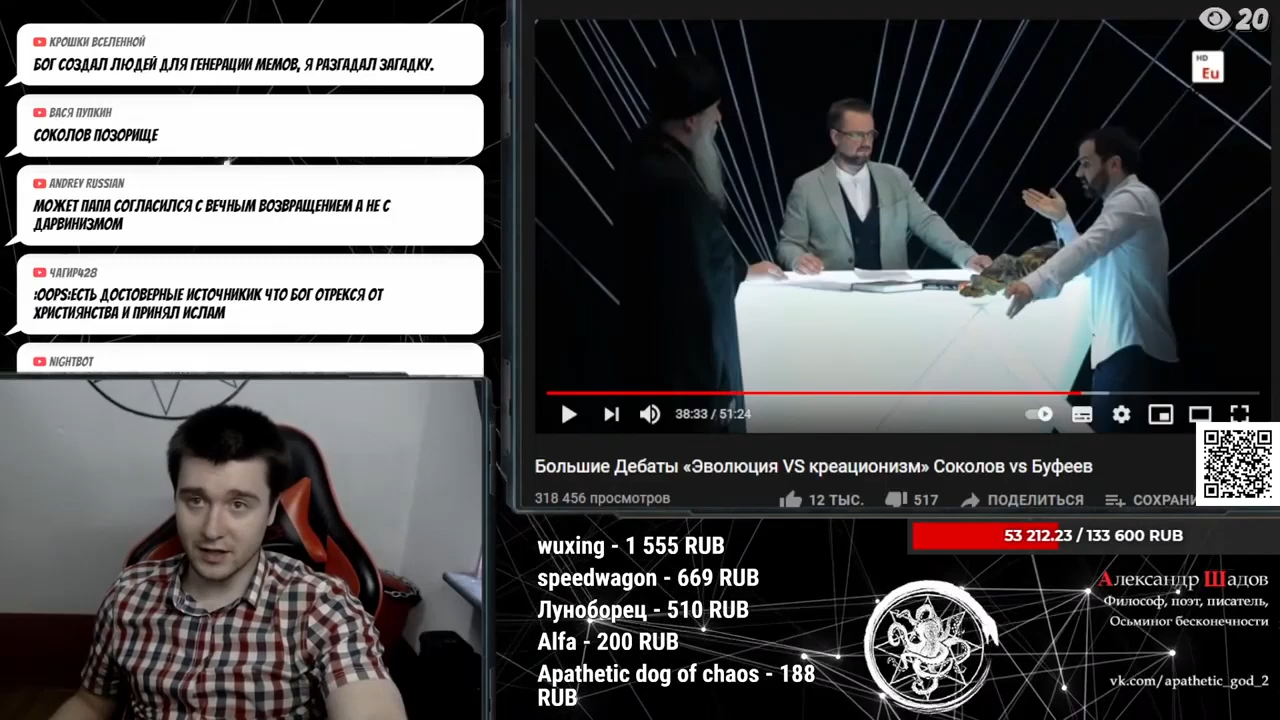 КРОШКИ ВСЕЛЕННОЙ
БОГ СОЗДАЛ ЛЮДЕЙ ДЛЯ ГЕНЕРАЦИИ МЕМОВ, Я РАЗГАДАЛ ЗАГАДКУ.
ВАСЯ ПУПКИН
СОКОЛОВ ПОЗОРИЩЕ
ANDREY RUSSIAN
МОЖЕТ ПАПА СОГЛАСИЛСЯ С ВЕЧНЫМ ВОЗВРАЩЕНИЕМ А НЕ С
ДАРВИНИЗМОМ
ЧАГИР428
:OOPS:ЕСТЬ ДОСТОВЕРНЫЕ ИСТОЧНИКИК ЧТО БОГ ОТРЕКСЯ ОТ
ХРИСТИЯНСТВА И ПРИНЯЛ ИСЛАМ
NIGHTBOT
20
HD
Eu
38:33 / 51:24
Большие Дебаты «Эволюция VS креационизм» Соколов vs Буфеев
318 456 просмотров
12 ТЫС.
517
ПОДЕЛИТЬСЯ
СОХРАНИ
53 212.23 / 133 600 RUB
wuxing - 1 555 RUB
speedwagon - 669 RUB
Луноборец - 510 RUB
Alfa - 200 RUB
Apathetic dog of chaos - 188
RUB
Александр Шадов
Философ, поэт, писатель,
Осьминог бесконечности
vk.com/apathetic_god_2